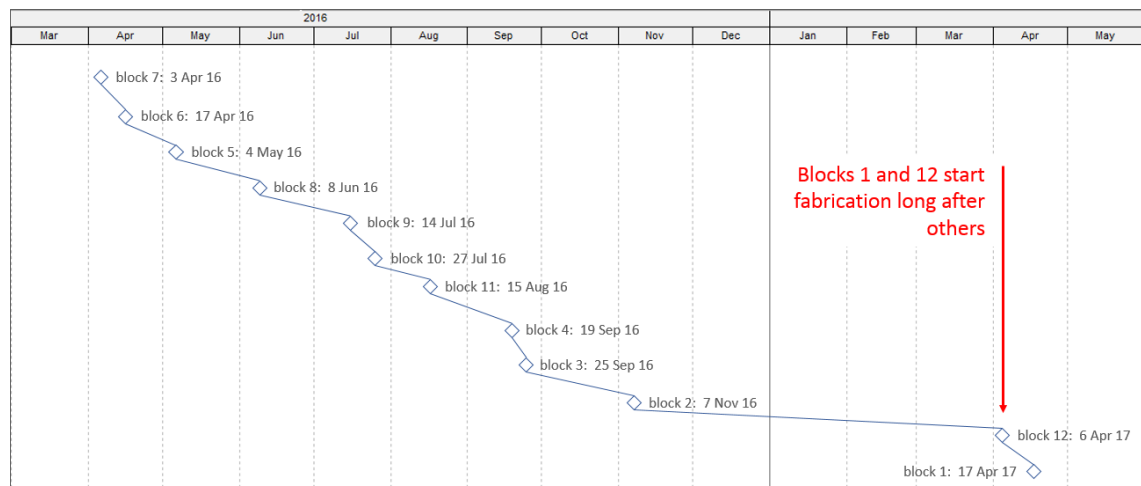 2016
Mar Apr May Jun Jul Aug Sep Oct Nov Dec Jan Feb Mar Apr May
block 7: 3 Apr 16
block 6: 17 Apr 16
block 5: 4 May 16
block 8: 8 Jun 16
Blocks 1 and 12 start
fabrication long after
others
block 9: 14 Jul 16
block 10: 27 Jul 16
block 11: 15 Aug 16
block 4: 19 Sep 16
block 3: 25 Sep 16
block 2: 7 Nov 16
block 12: 6 Apr 17
block 1: 17 Apr 17